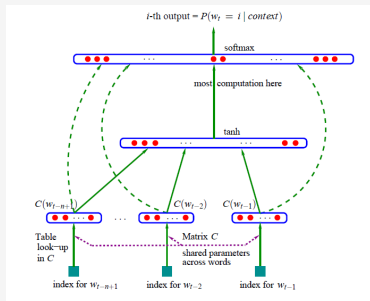 i-th output = P(w_t = i | context)
softmax
... ...
most computation here
tanh
... ...
C(w_{t−n+1}) C(w_{t−2}) C(w_{t−1})
... ... ... ...
Table
look−up
in C
Matrix C
shared parameters
across words
index for w_{t−n+1} index for w_{t−2} index for w_{t−1}